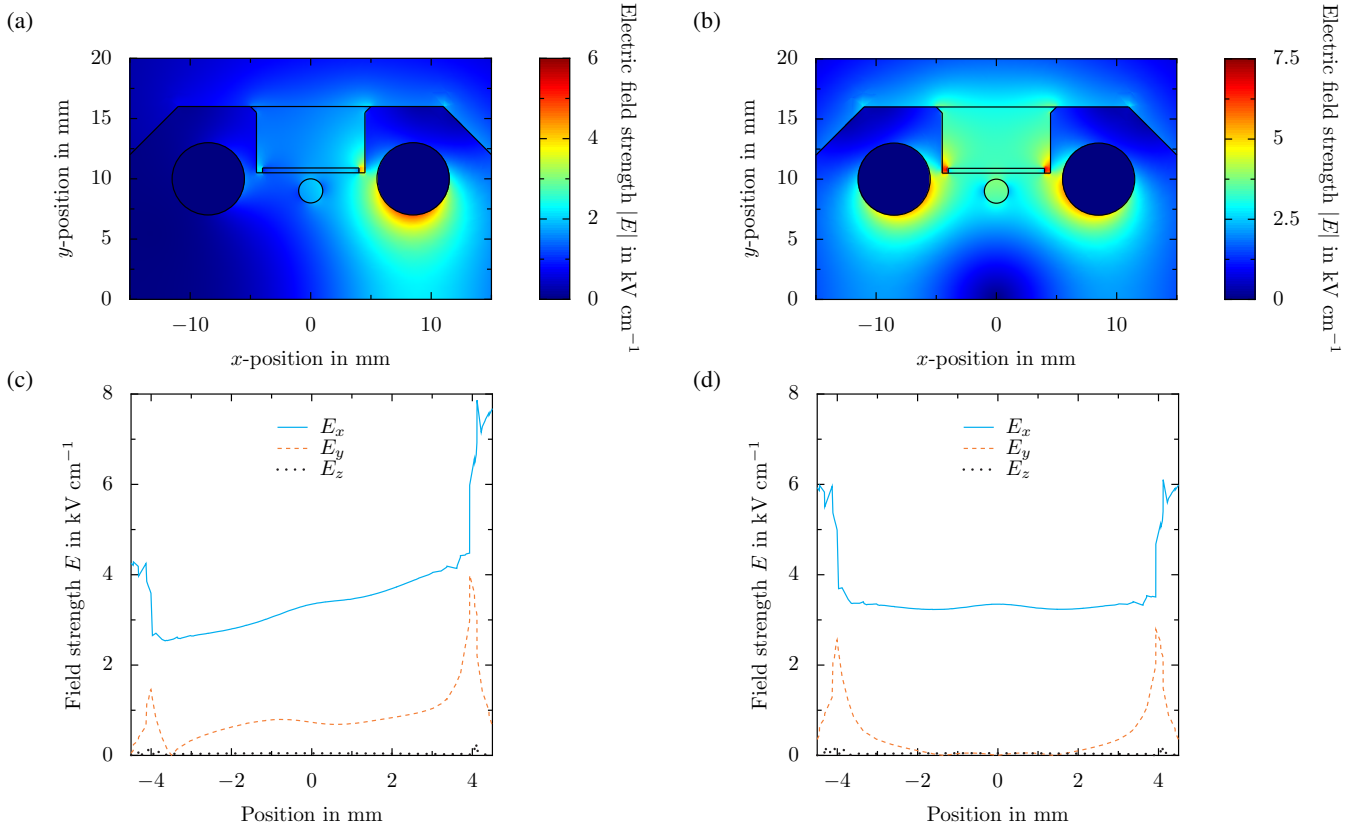 (a)
20
15
10
5
0
−10
0
10
y-position in mm
x-position in mm
6
4
2
0
Electric field strength |E| in kV cm⁻¹
(b)
20
15
10
5
0
−10
0
10
y-position in mm
x-position in mm
7.5
5
2.5
0
Electric field strength |E| in kV cm⁻¹
(c)
8
6
4
2
0
−4
−2
0
2
4
Field strength E in kV cm⁻¹
Position in mm
Eₓ
E_y
E_z
(d)
8
6
4
2
0
−4
−2
0
2
4
Field strength E in kV cm⁻¹
Position in mm
Eₓ
E_y
E_z